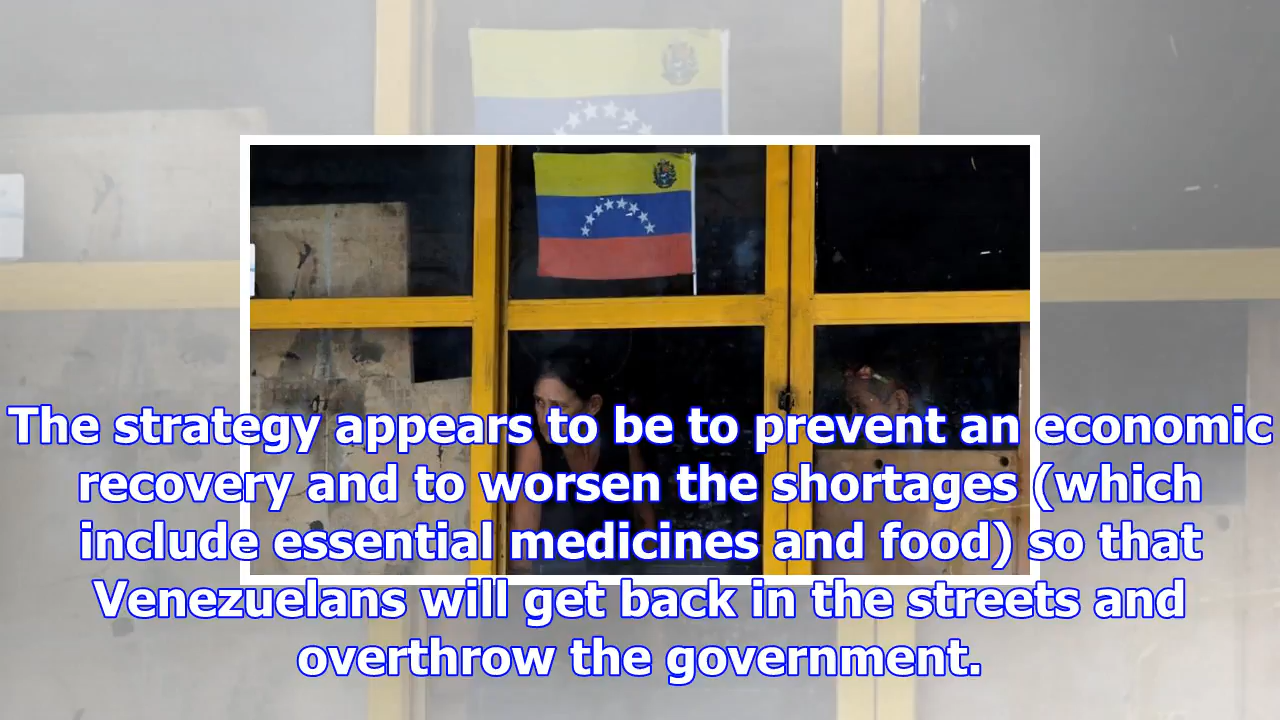 The strategy appears to be to prevent an economic
recovery and to worsen the shortages (which
include essential medicines and food) so that
Venezuelans will get back in the streets and
overthrow the government.